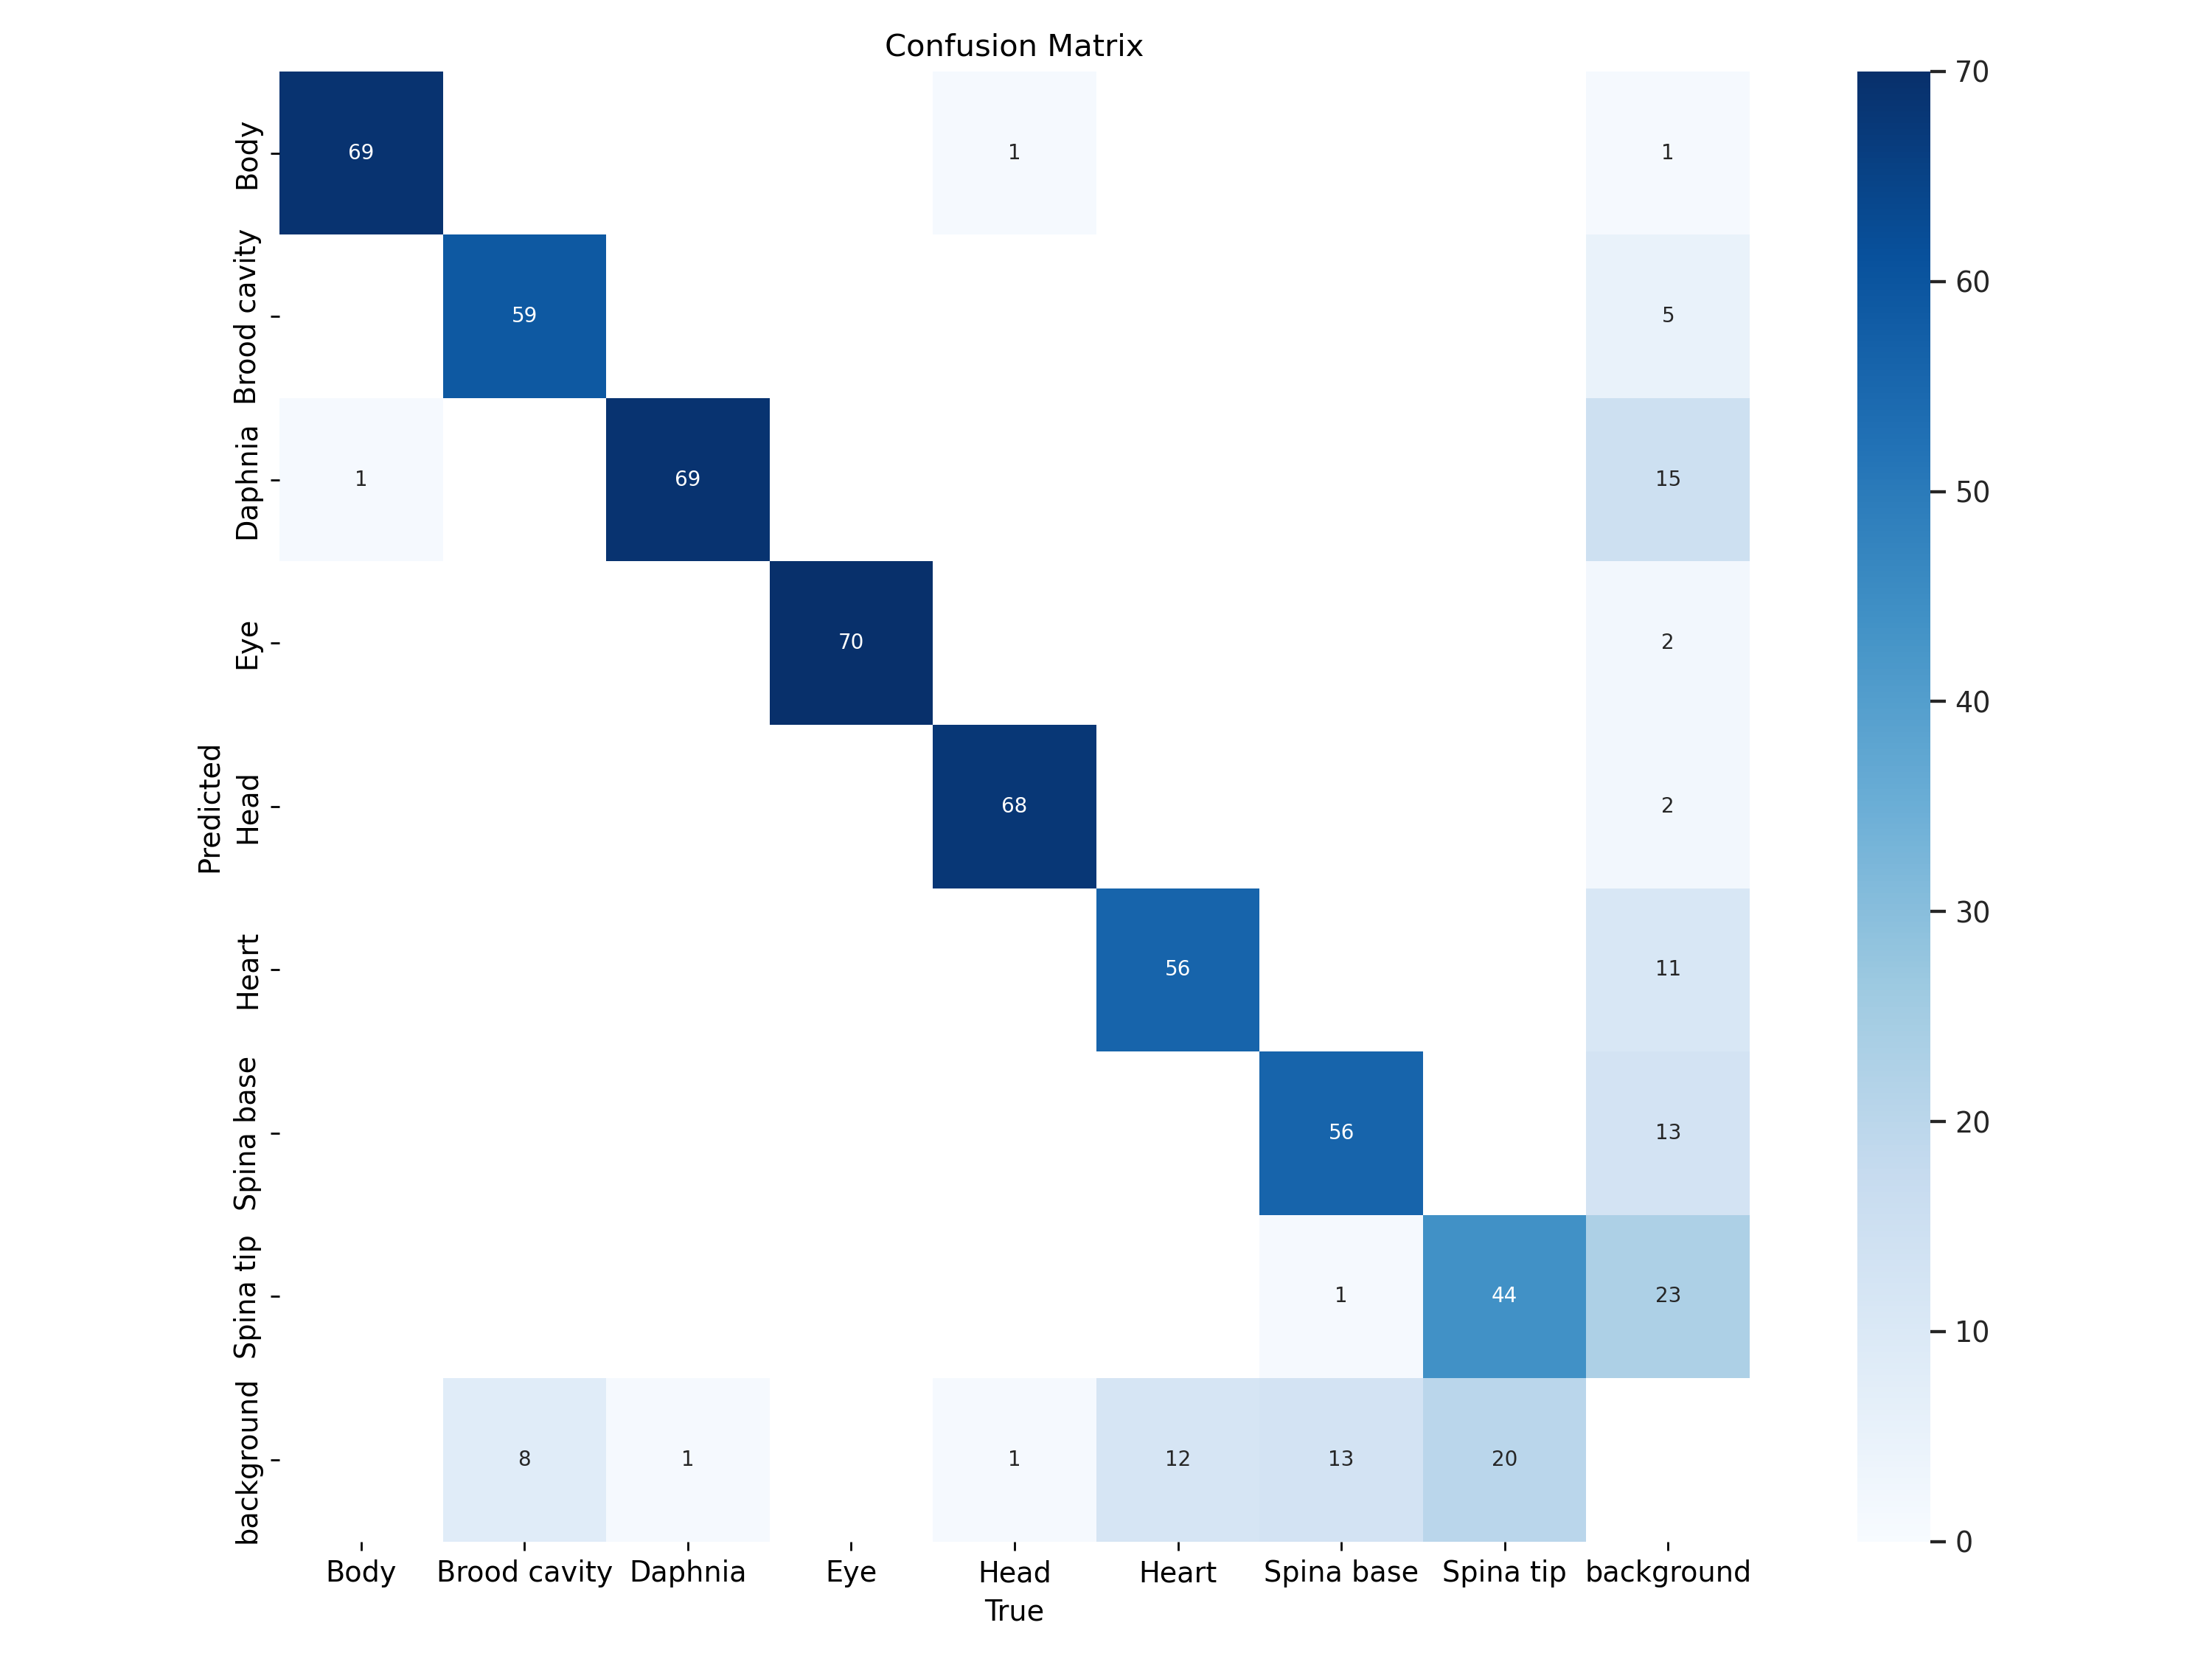 Confusion Matrix
Body 69 1 1
Brood cavity 59 5
Daphnia 1 69 15
Eye 70 2
Head 68 2
Heart 56 11
Spina base 56 13
Spina tip 1 44 23
background 8 1 1 12 13 20
Body Brood cavity Daphnia Eye Head Heart Spina base Spina tip background
True
Predicted
70
60
50
40
30
20
10
0